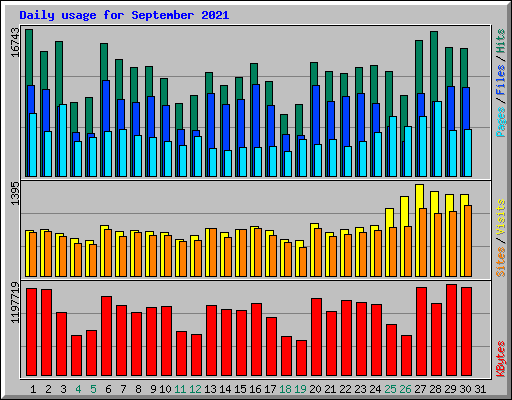 Daily usage for September 2021
16743
Pages/Files/Hits
1395
Sites/Visits
1197719
KBytes
1 2 3 4 5 6 7 8 9 10 11 12 13 14 15 16 17 18 19 20 21 22 23 24 25 26 27 28 29 30 31